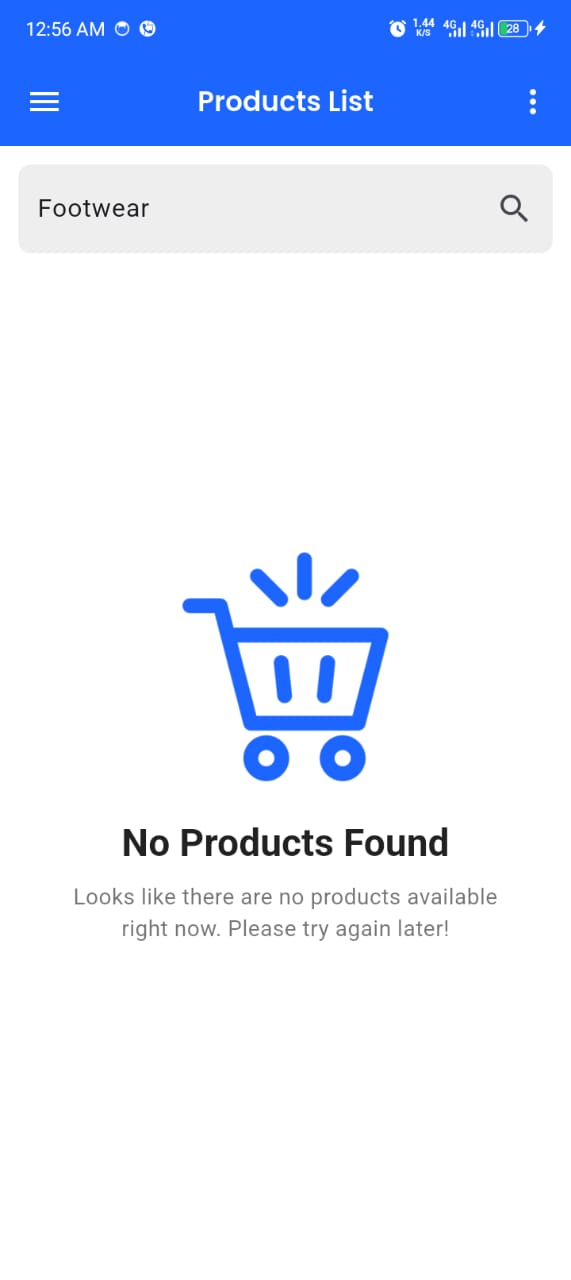 12:56 AM 1.44 K/S 4G 4G 28
Products List
Footwear
No Products Found
Looks like there are no products available
right now. Please try again later!